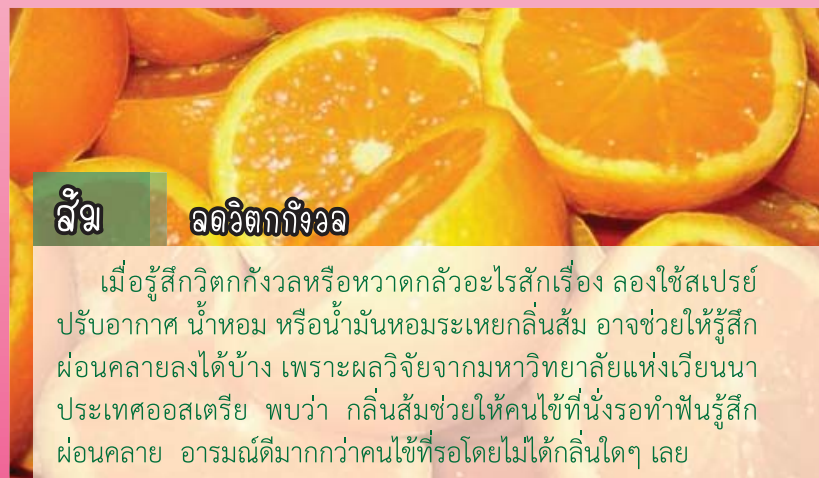 ส้ม ลดวิตกกังวล
เมื่อรู้สึกวิตกกังวลหรือหวาดกลัวอะไรสักเรื่อง ลองใช้สเปรย์
ปรับอากาศ น้ำหอม หรือน้ำมันหอมระเหยกลิ่นส้ม อาจช่วยให้รู้สึก
ผ่อนคลายลงได้บ้าง เพราะผลวิจัยจากมหาวิทยาลัยแห่งเวียนนา
ประเทศออสเตรีย พบว่า กลิ่นส้มช่วยให้คนไข้ที่นั่งรอทำฟันรู้สึก
ผ่อนคลาย อารมณ์ดีมากกว่าคนไข้ที่รอโดยไม่ได้กลิ่นใดๆ เลย